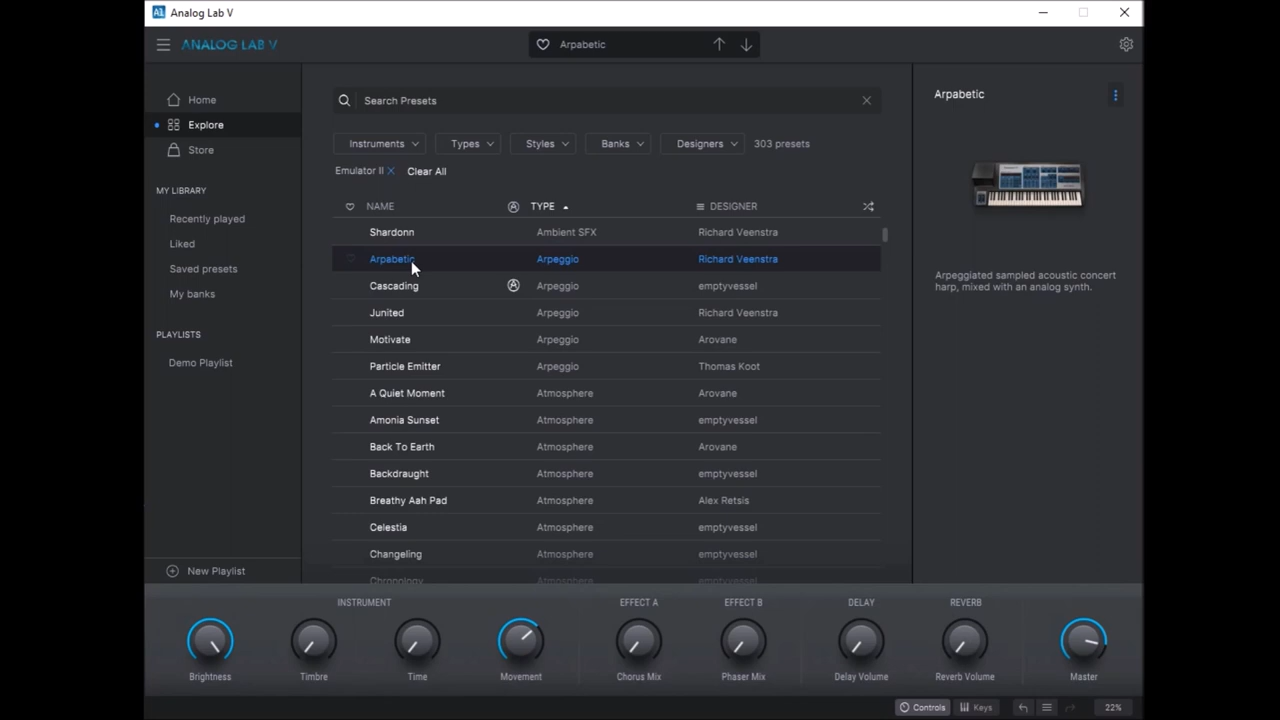 Analog Lab V
ANALOG LAB V
Arpabetic
Home
Explore
Store
MY LIBRARY
Recently played
Liked
Saved presets
My banks
PLAYLISTS
Demo Playlist
New Playlist
Search Presets
Instruments Types Styles Banks Designers 303 presets
Emulator II Clear All
NAME TYPE DESIGNER
Shardonn Ambient SFX Richard Veenstra
Arpabetic Arpeggio Richard Veenstra
Cascading Arpeggio emptyvessel
Junited Arpeggio Richard Veenstra
Motivate Arpeggio Arovane
Particle Emitter Arpeggio Thomas Koot
A Quiet Moment Atmosphere Arovane
Amonia Sunset Atmosphere emptyvessel
Back To Earth Atmosphere Arovane
Backdraught Atmosphere emptyvessel
Breathy Aah Pad Atmosphere Alex Retsis
Celestia Atmosphere emptyvessel
Changeling Atmosphere emptyvessel
Chronology Atmosphere emptyvessel
Arpabetic
Arpeggiated sampled acoustic concert
harp, mixed with an analog synth.
INSTRUMENT EFFECT A EFFECT B DELAY REVERB
Brightness Timbre Time Movement Chorus Mix Phaser Mix Delay Volume Reverb Volume Master
Controls Keys 22%